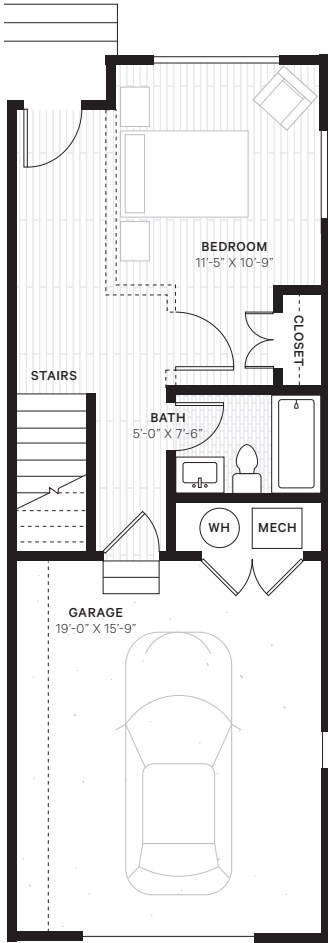 BEDROOM
11'-5" X 10'-9"
CLOSET
STAIRS
BATH
5'-0" X 7'-6"
WH
MECH
GARAGE
19'-0" X 15'-9"